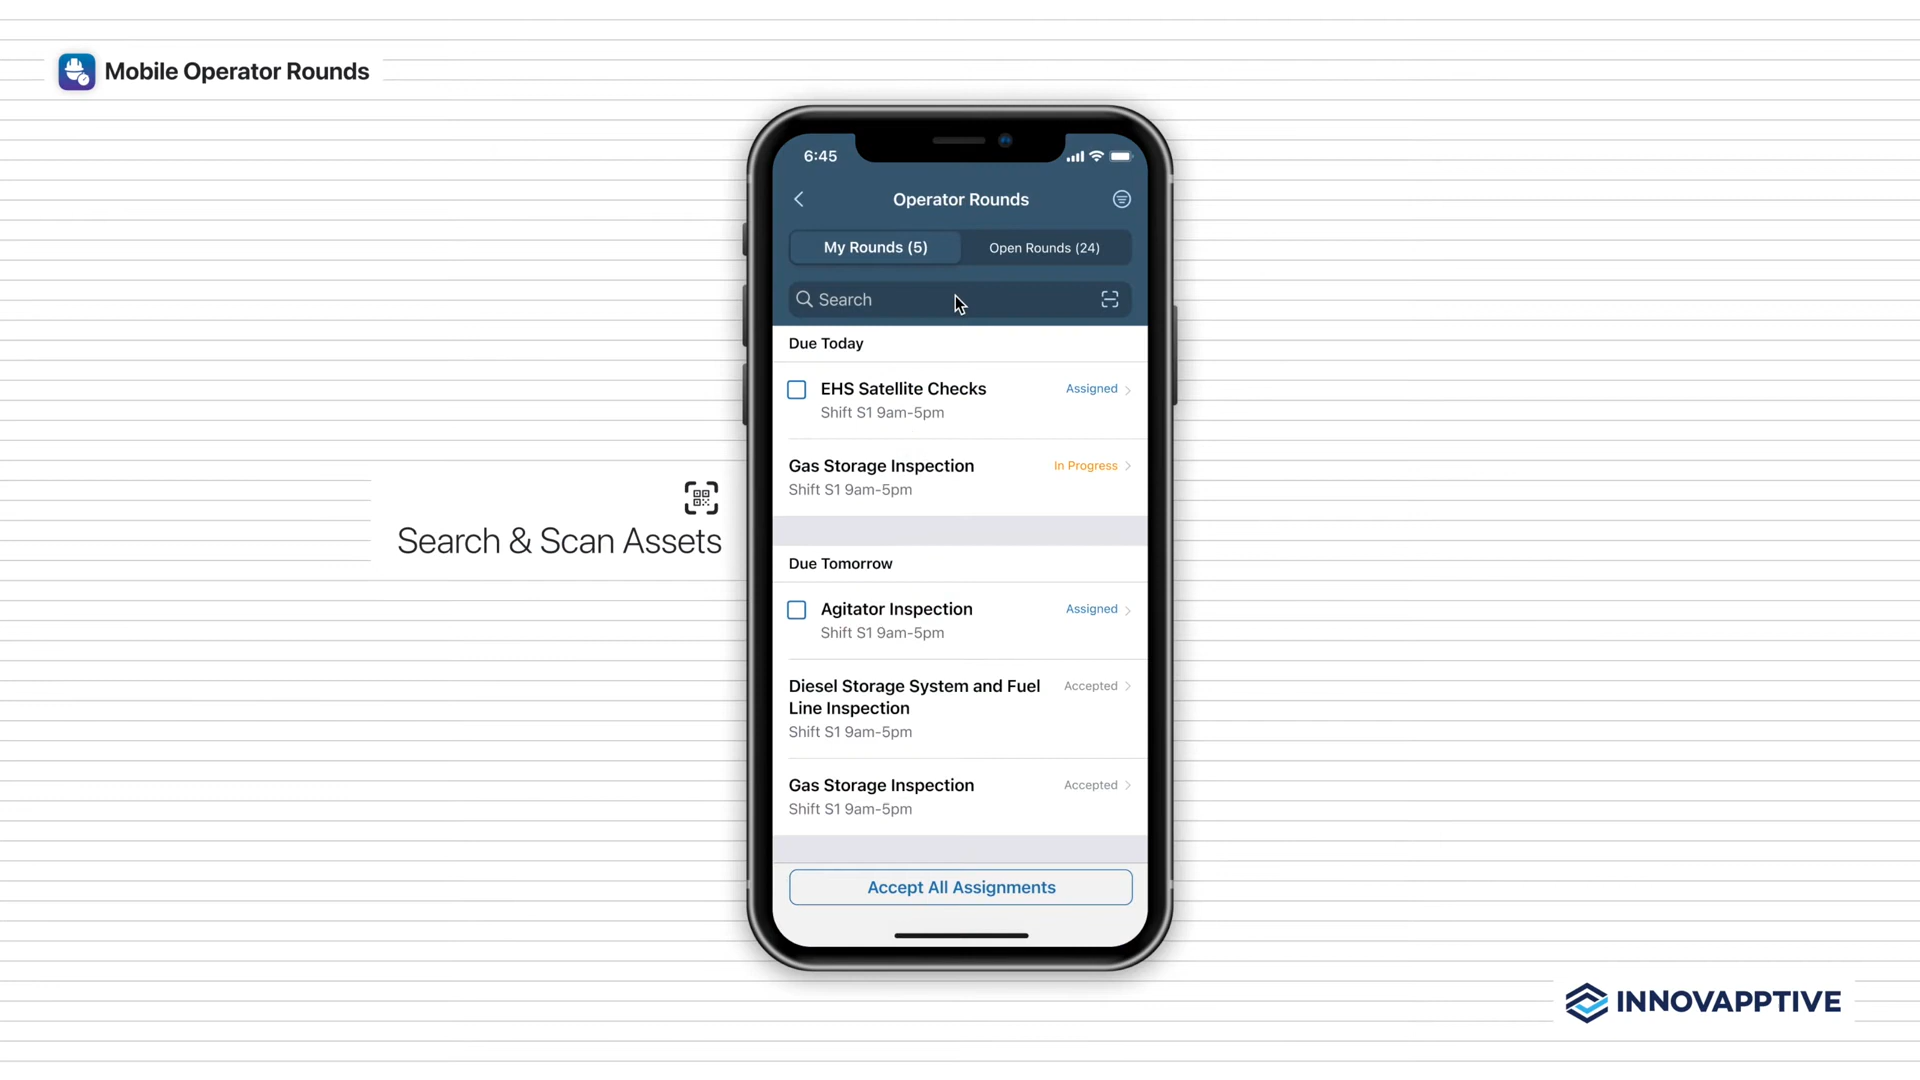 Mobile Operator Rounds
6:45
Operator Rounds
My Rounds (5)
Open Rounds (24)
Search
Due Today
EHS Satellite Checks
Assigned
Shift S1 9am-5pm
Gas Storage Inspection
In Progress
Shift S1 9am-5pm
Search & Scan Assets
Due Tomorrow
Agitator Inspection
Assigned
Shift S1 9am-5pm
Diesel Storage System and Fuel
Line Inspection
Accepted
Shift S1 9am-5pm
Gas Storage Inspection
Accepted
Shift S1 9am-5pm
Accept All Assignments
INNOVAPPTIVE